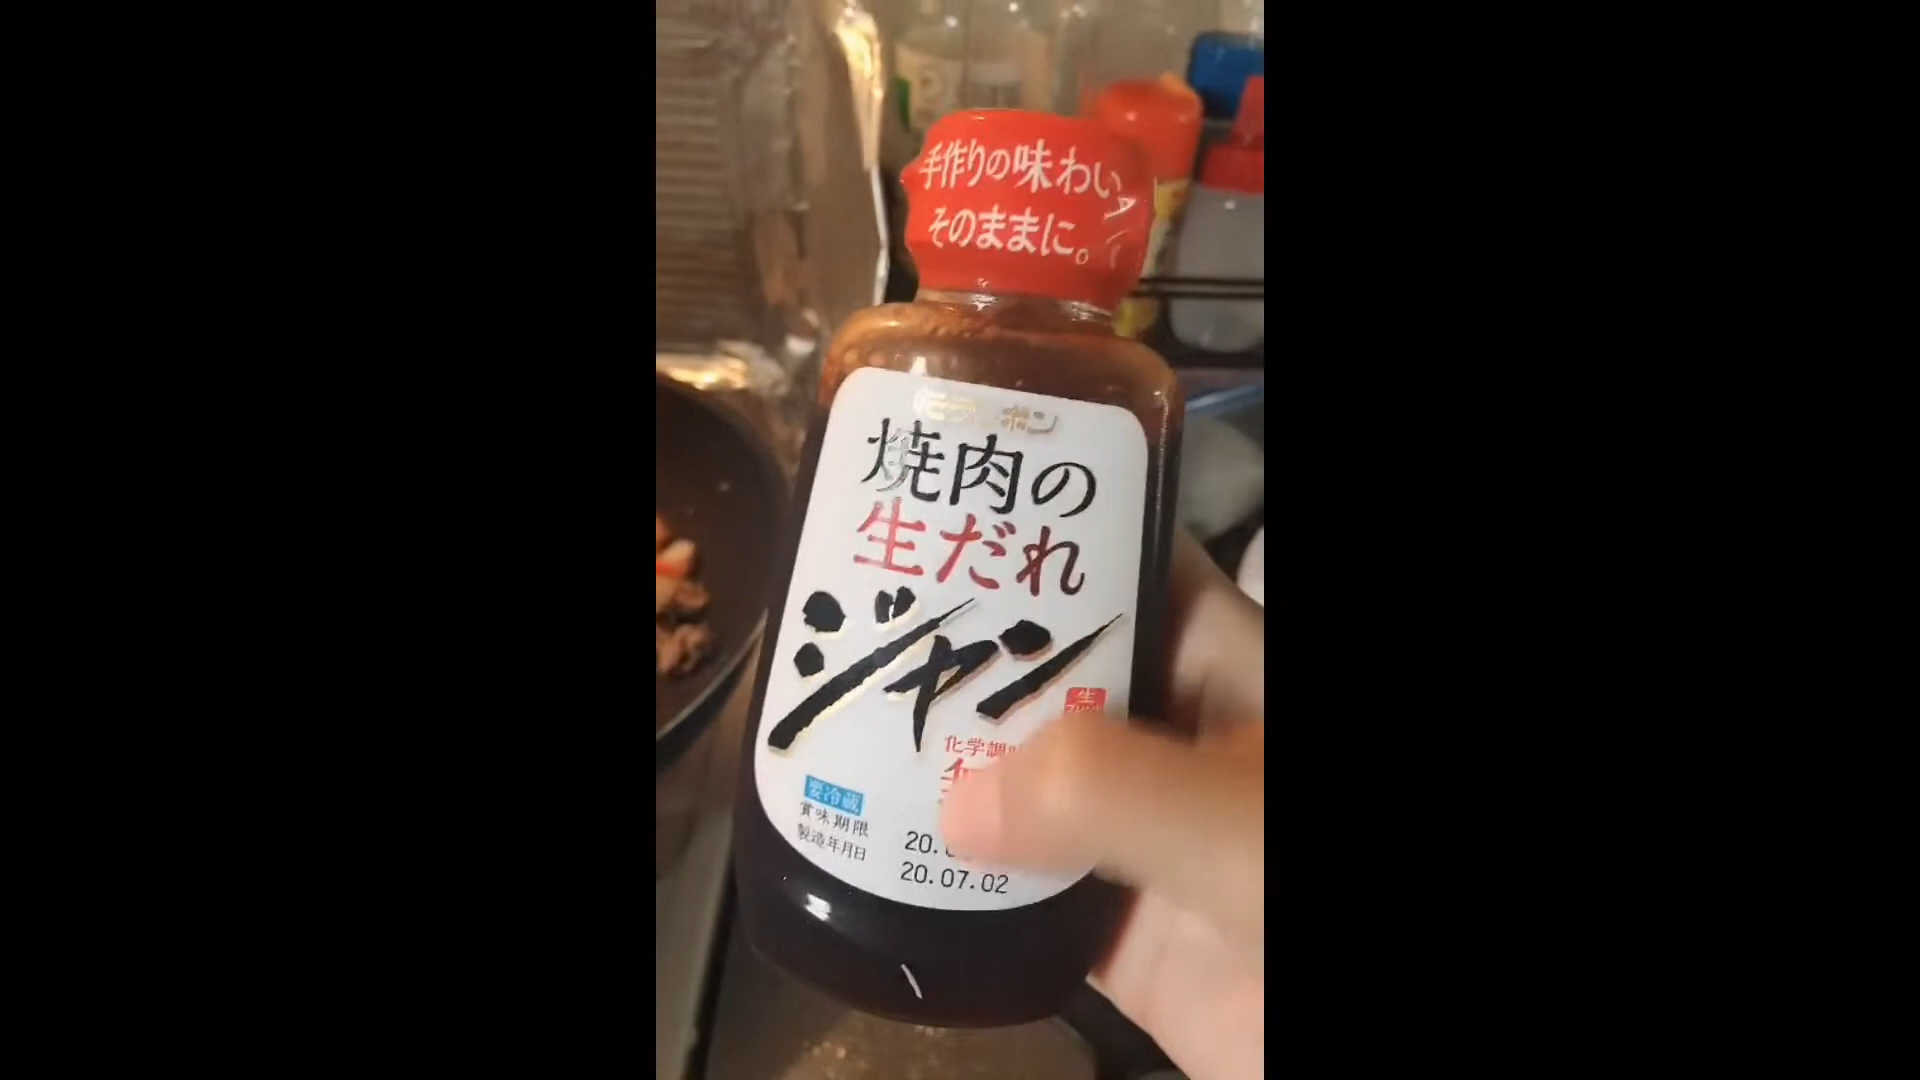 手作りの味わい
そのままに。
焼肉の
生だれ
ジャン
生
化学調
要冷蔵
賞味期限
製造年月日
20.
20.07.02